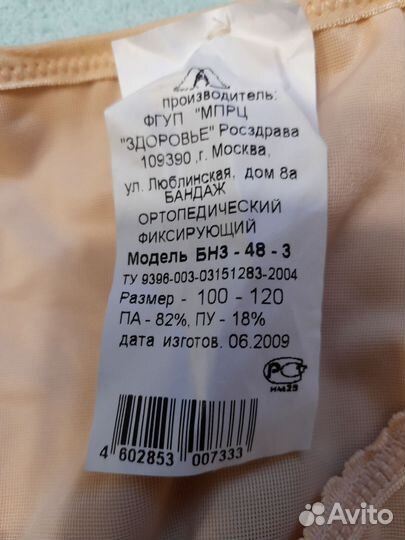 производитель:
ФГУП "МПРЦ
"ЗДОРОВЬЕ" Росздрава
109390 ,г. Москва,
ул. Люблинская, дом 8а
БАНДАЖ
ОРТОПЕДИЧЕСКИЙ
ФИКСИРУЮЩИЙ
Модель БНЗ - 48 - 3
ТУ 9396-003-03151283-2004
Размер - 100 - 120
ПА - 82%, ПУ - 18%
дата изготов. 06.2009
РСТ
4 602853 007333
Avito